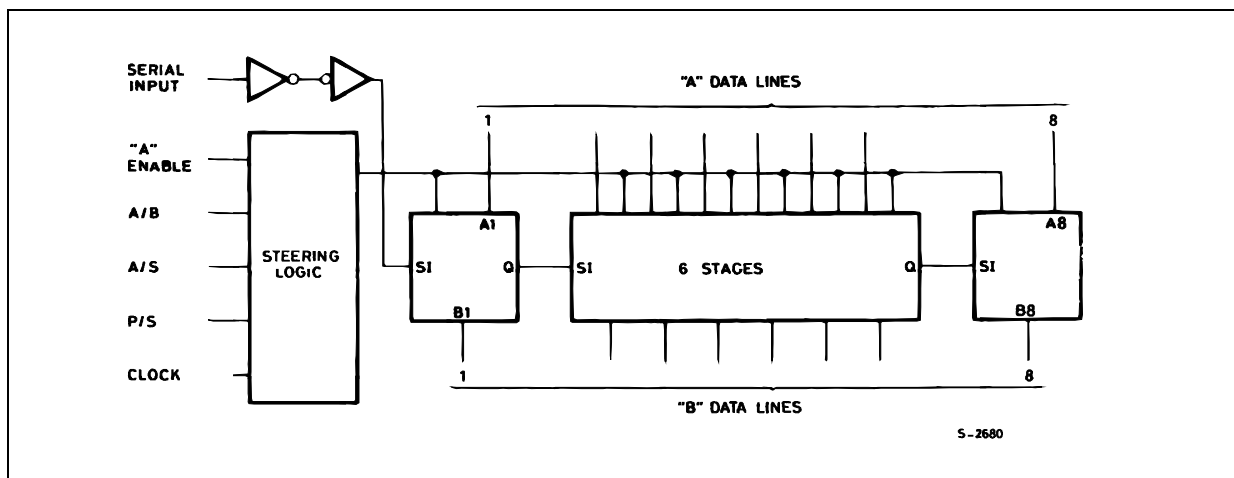 SERIAL
INPUT
"A" DATA LINES
1
8
"A"
ENABLE
A/B
A/S
P/S
CLOCK
STEERING
LOGIC
A1
SI
Q
B1
SI
6 STAGES
Q
A8
SI
B8
1
8
"B" DATA LINES
S-2680